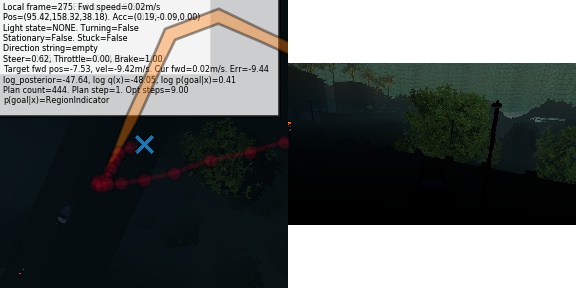 Local frame=275: Fwd speed=0.02m/s
Pos=(95.42,158.32,38.18). Acc=(0.19,-0.09,0.00)
Light state=NONE. Turning=False
Stationary=False. Stuck=False
Direction string=empty
Steer=0.62, Throttle=0.00, Brake=1.00
Target fwd pos=-7.53, vel=-9.42m/s. Cur fwd=0.02m/s. Err=-9.44
log_posterior=-47.64, log q(x)=-48.05, log p(goal|x)=0.41
Plan count=444. Plan step=1. Opt steps=9.00
p(goal|x)=RegionIndicator